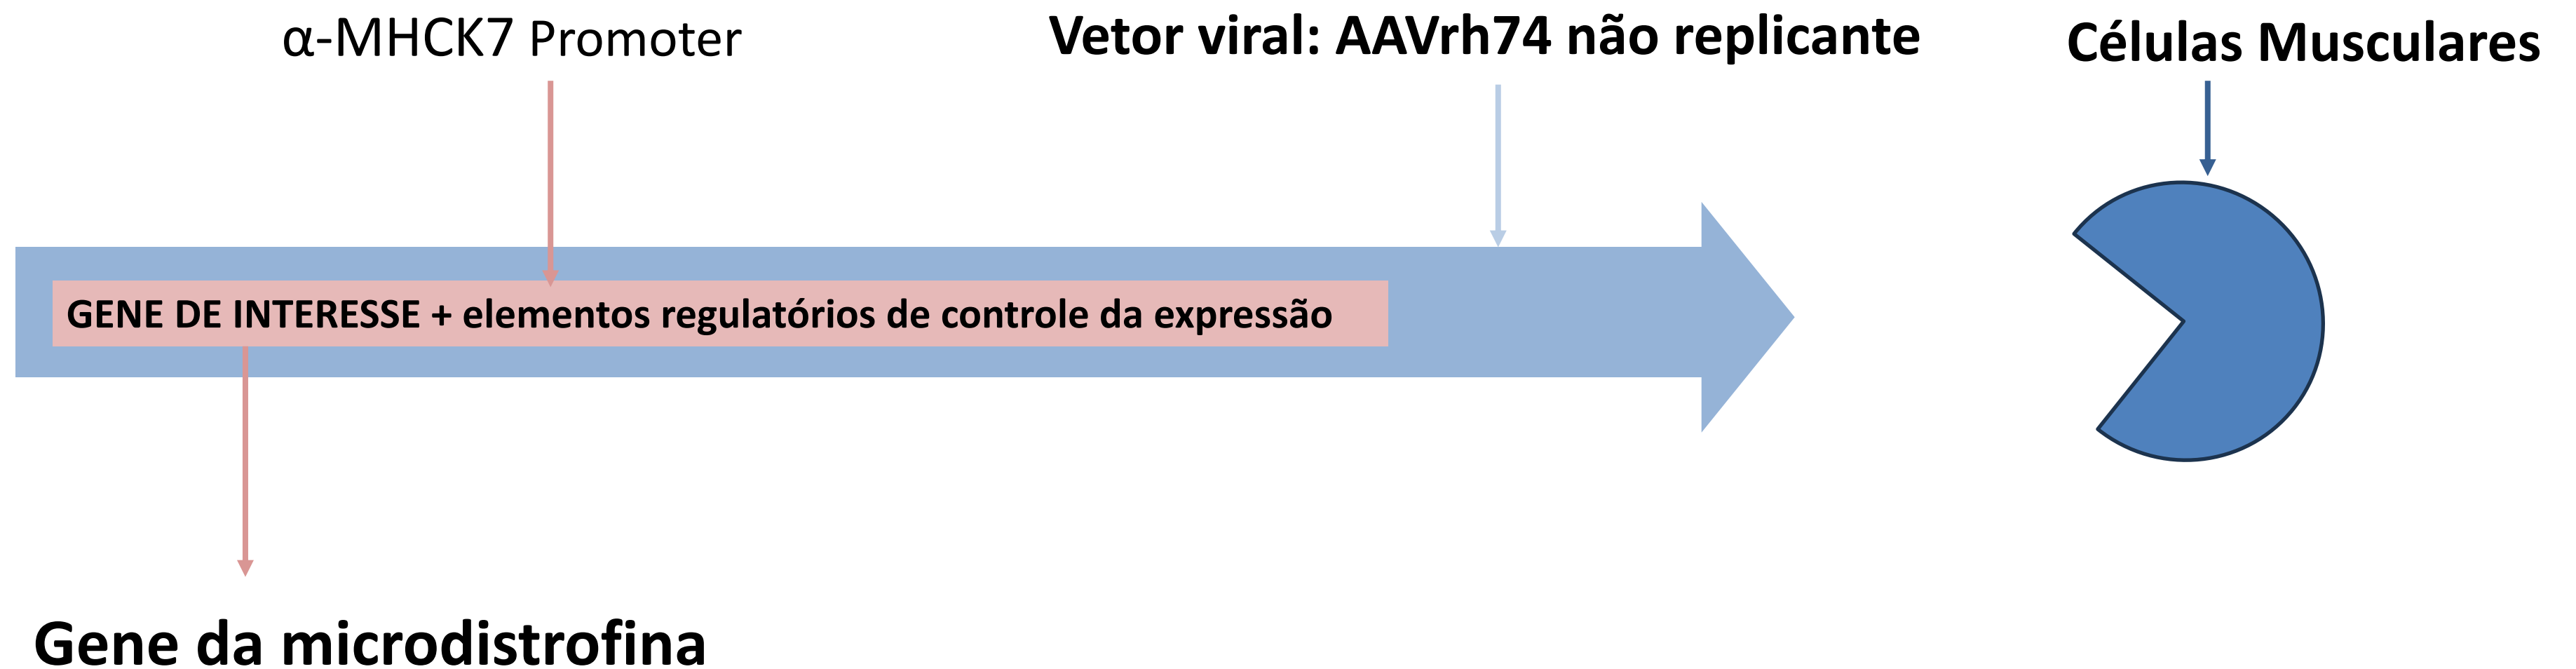 α-MHCK7 Promoter
Vetor viral: AAVrh74 não replicante
Células Musculares
GENE DE INTERESSE + elementos regulatórios de controle da expressão
Gene da microdistrofina